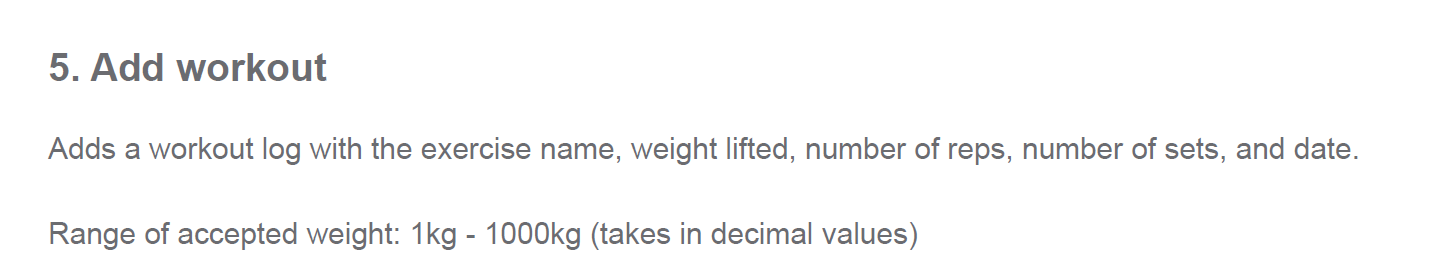 5. Add workout
Adds a workout log with the exercise name, weight lifted, number of reps, number of sets, and date.
Range of accepted weight: 1kg - 1000kg (takes in decimal values)